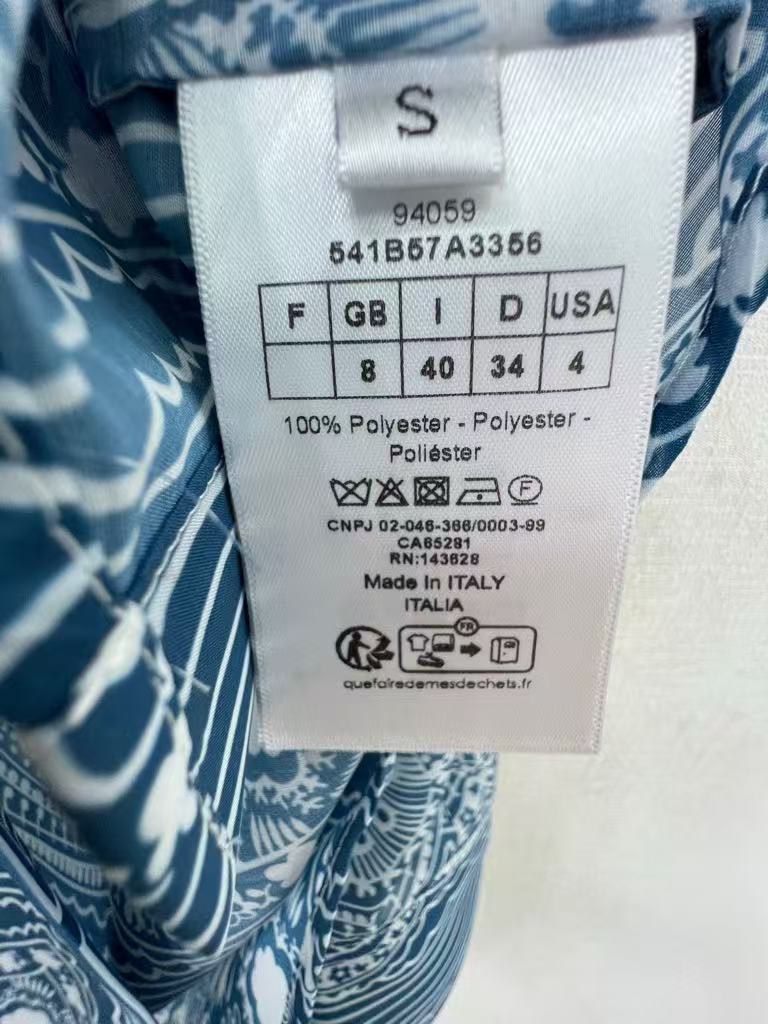 S
94059
541B57A3356
F GB I D USA
8 40 34 4
100% Polyester - Polyester -
Poliéster
F
CNPJ 02-046-366/0003-99
CA65281
RN:143628
Made In ITALY
ITALIA
FR
quefairedemesdechets.fr